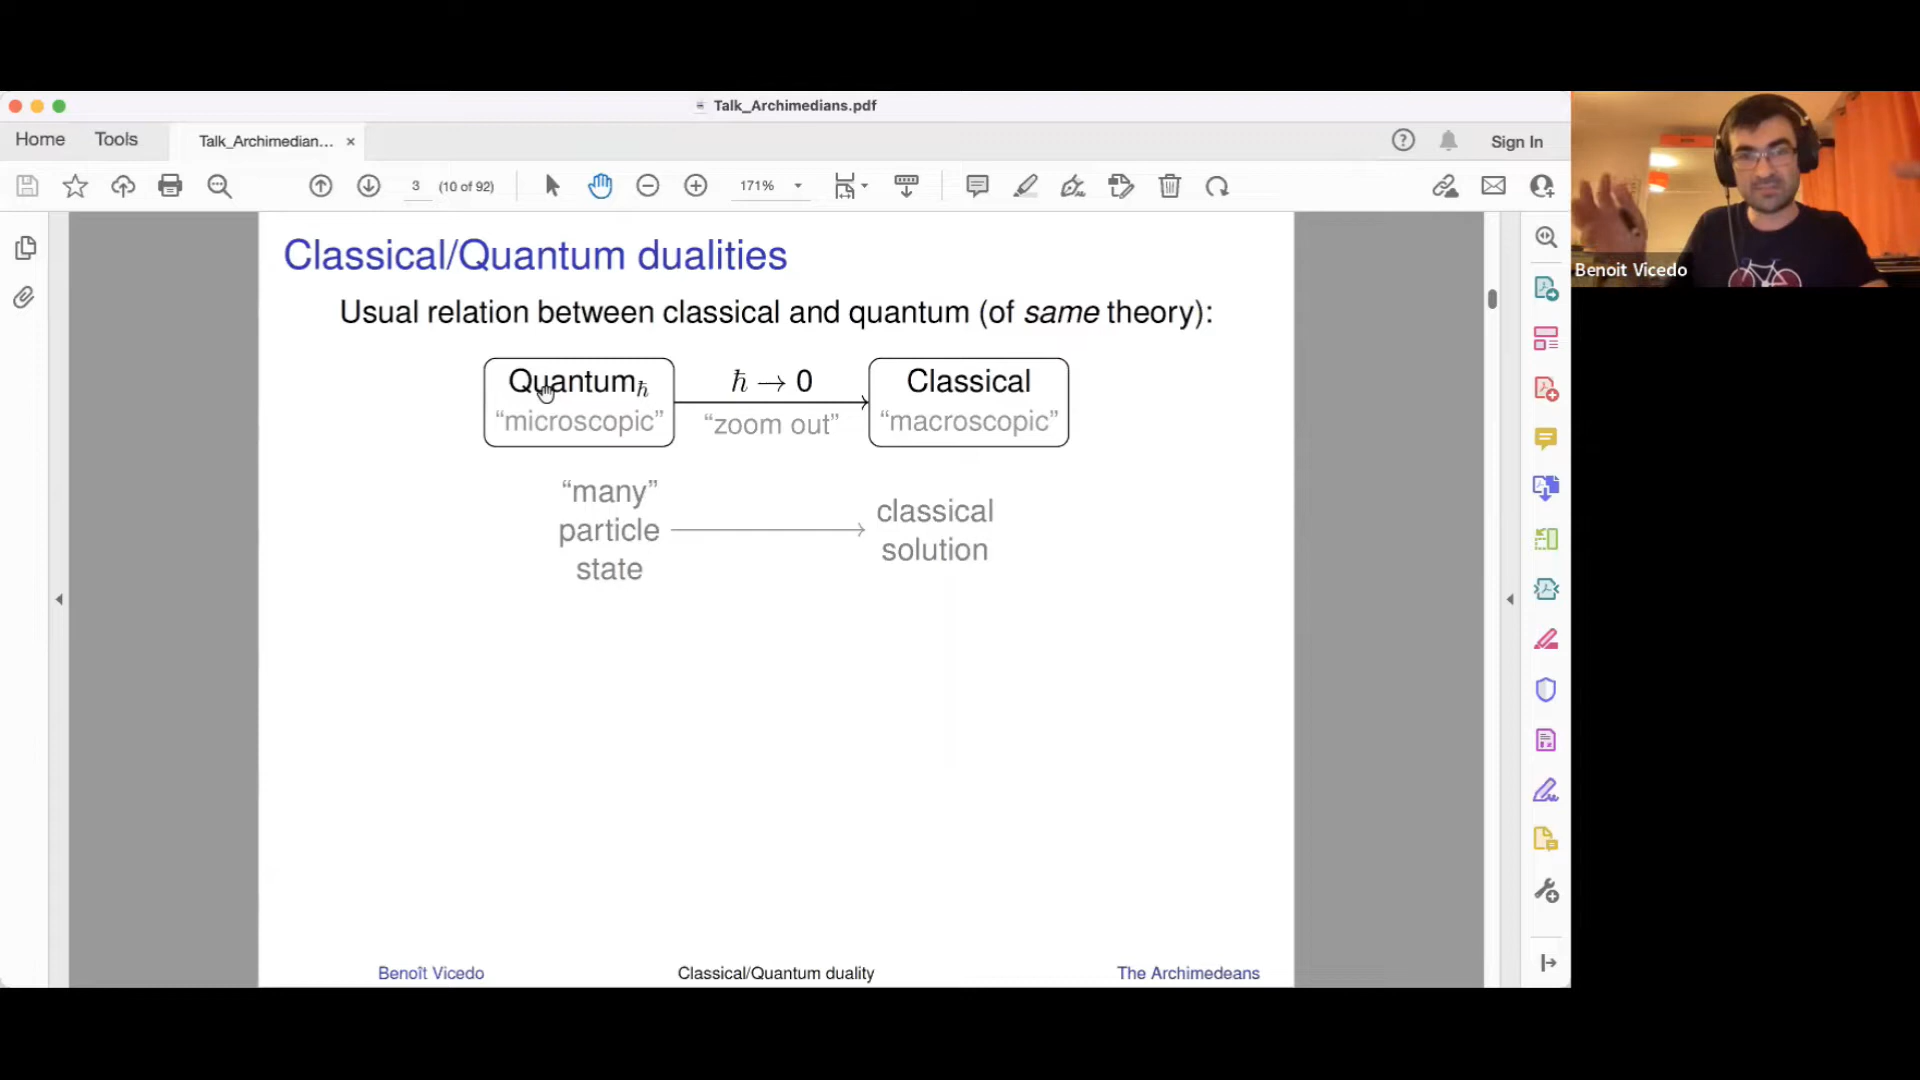 Talk_Archimedians.pdf
Home Tools Talk_Archimedian... × Sign In
3 (10 of 92) 171%
Classical/Quantum dualities
Usual relation between classical and quantum (of same theory):
Quantumℏ ℏ → 0 Classical
“microscopic” “zoom out” “macroscopic”
“many”
particle
state
classical
solution
Benoît Vicedo Classical/Quantum duality The Archimedeans
Benoit Vicedo